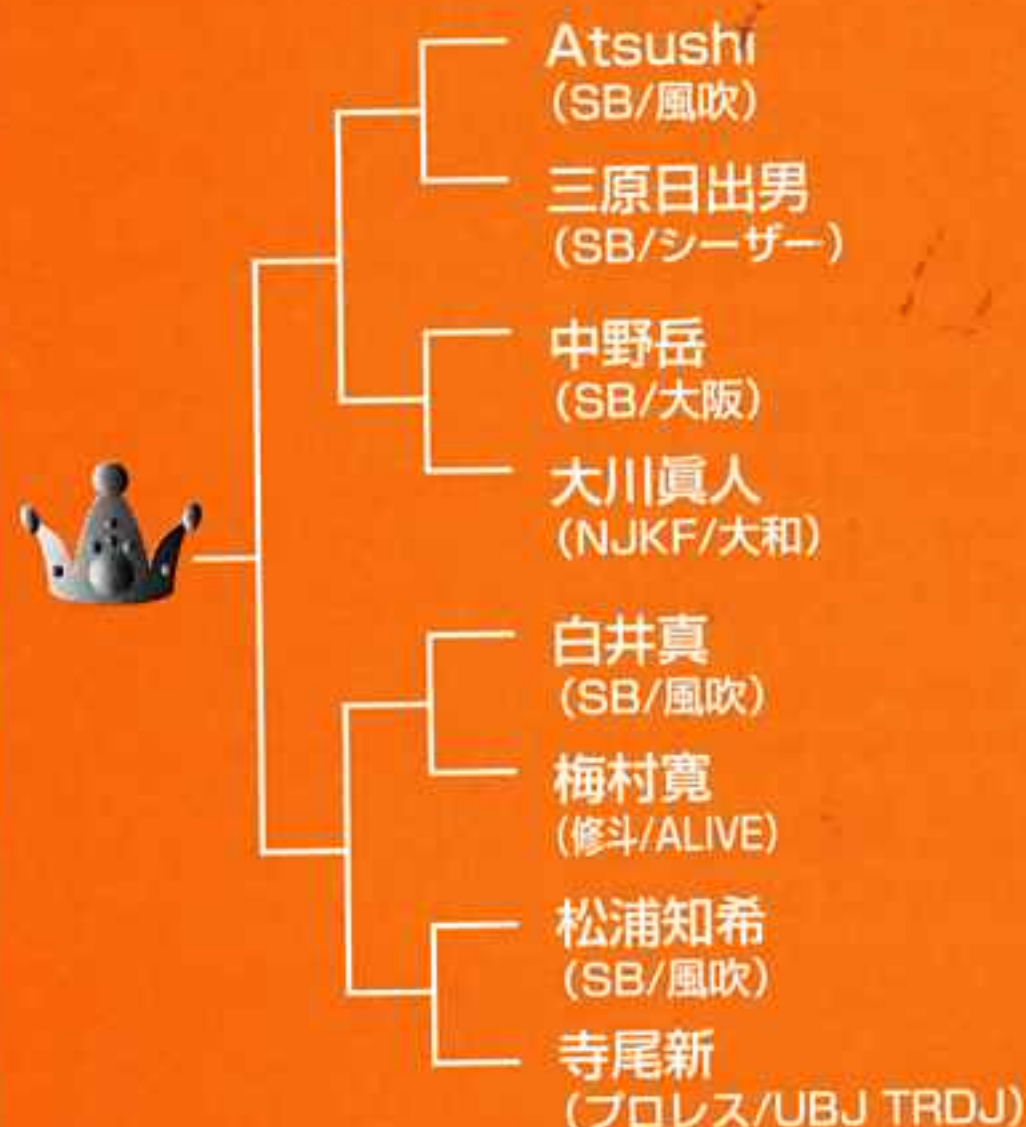 Atsushi
(SB/風吹)
三原日出男
(SB/シーザー)
中野岳
(SB/大阪)
大川眞人
(NJKF/大和)
白井真
(SB/風吹)
梅村寛
(修斗/ALIVE)
松浦知希
(SB/風吹)
寺尾新
(プロレス/UBJ TRDJ)